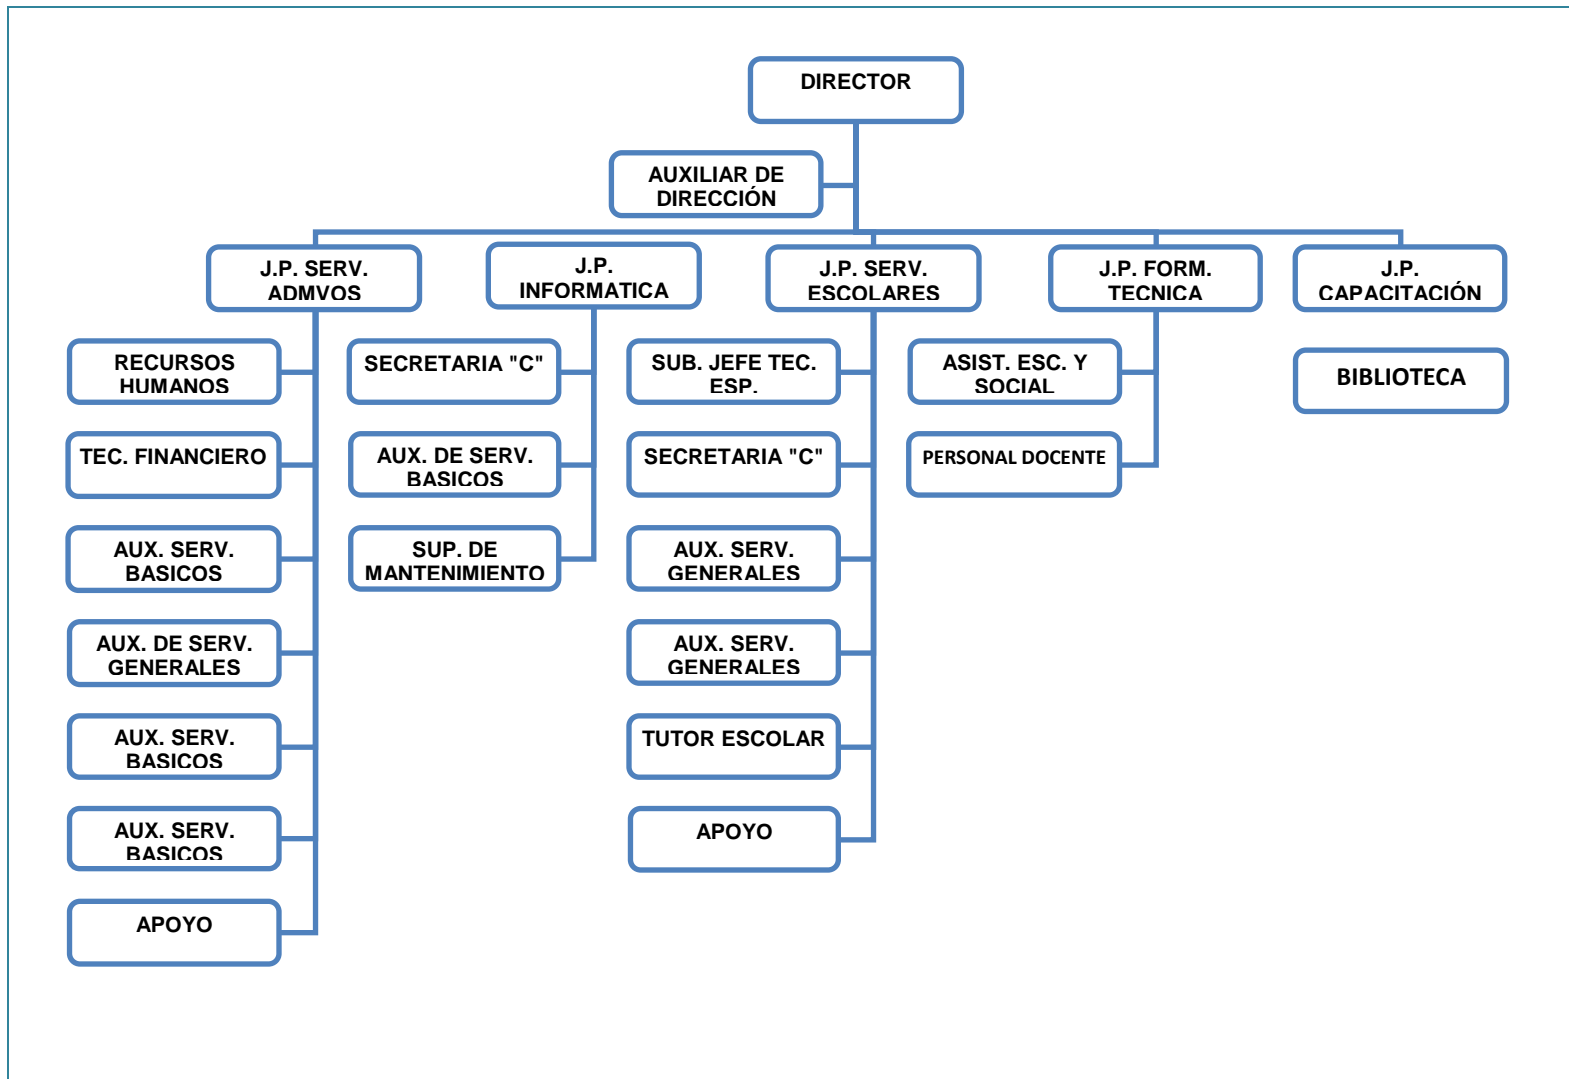 DIRECTOR
AUXILIAR DE
DIRECCIÓN
J.P. SERV.
ADMVOS
J.P.
INFORMATICA
J.P. SERV.
ESCOLARES
J.P. FORM.
TECNICA
J.P.
CAPACITACIÓN
RECURSOS
HUMANOS
SECRETARIA "C"
SUB. JEFE TEC.
ESP.
ASIST. ESC. Y
SOCIAL
BIBLIOTECA
TEC. FINANCIERO
AUX. DE SERV.
BASICOS
SECRETARIA "C"
PERSONAL DOCENTE
AUX. SERV.
BASICOS
SUP. DE
MANTENIMIENTO
AUX. SERV.
GENERALES
AUX. DE SERV.
GENERALES
AUX. SERV.
GENERALES
AUX. SERV.
BASICOS
TUTOR ESCOLAR
AUX. SERV.
BASICOS
APOYO
APOYO